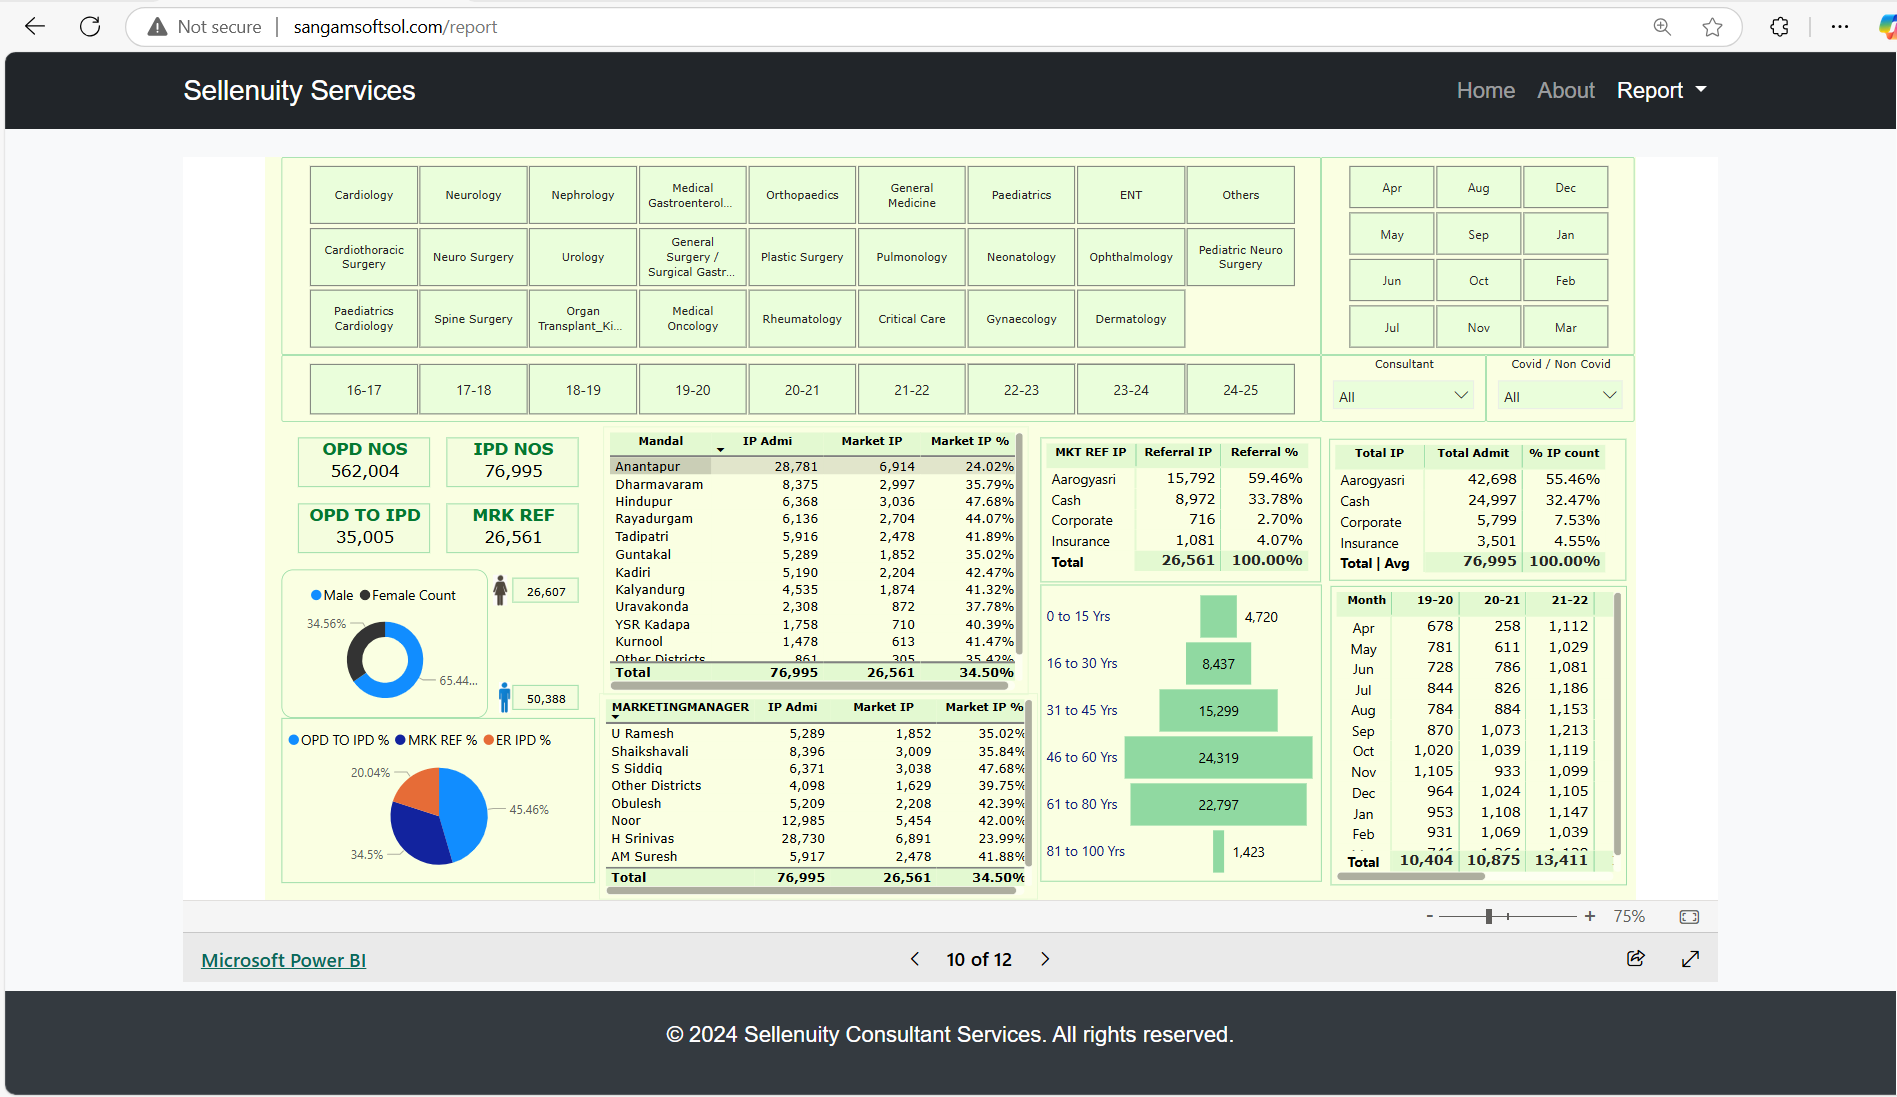 Not secure | sangamsoftsol.com/report
Sellenuity Services
Home About Report
Cardiology Neurology Nephrology Medical Gastroenterol... Orthopaedics General Medicine Paediatrics ENT Others
Cardiothoracic Surgery Neuro Surgery Urology General Surgery / Surgical Gastr... Plastic Surgery Pulmonology Neonatology Ophthalmology Pediatric Neuro Surgery
Paediatrics Cardiology Spine Surgery Organ Transplant_Ki... Medical Oncology Rheumatology Critical Care Gynaecology Dermatology
Apr Aug Dec
May Sep Jan
Jun Oct Feb
Jul Nov Mar
16-17 17-18 18-19 19-20 20-21 21-22 22-23 23-24 24-25
Consultant
All
Covid / Non Covid
All
OPD NOS
562,004
IPD NOS
76,995
OPD TO IPD
35,005
MRK REF
26,561
Male Female Count
34.56%
65.44...
26,607
50,388
OPD TO IPD % MRK REF % ER IPD %
20.04%
45.46%
34.5%
Mandal IP Admi Market IP Market IP %
Anantapur 28,781 6,914 24.02%
Dharmavaram 8,375 2,997 35.79%
Hindupur 6,368 3,036 47.68%
Rayadurgam 6,136 2,704 44.07%
Tadipatri 5,916 2,478 41.89%
Guntakal 5,289 1,852 35.02%
Kadiri 5,190 2,204 42.47%
Kalyandurg 4,535 1,874 41.32%
Uravakonda 2,308 872 37.78%
YSR Kadapa 1,758 710 40.39%
Kurnool 1,478 613 41.47%
Other Districts 861 305 35.42%
Total 76,995 26,561 34.50%
MARKETINGMANAGER IP Admi Market IP Market IP %
U Ramesh 5,289 1,852 35.02%
Shaikshavali 8,396 3,009 35.84%
S Siddiq 6,371 3,038 47.68%
Other Districts 4,098 1,629 39.75%
Obulesh 5,209 2,208 42.39%
Noor 12,985 5,454 42.00%
H Srinivas 28,730 6,891 23.99%
AM Suresh 5,917 2,478 41.88%
Total 76,995 26,561 34.50%
MKT REF IP Referral IP Referral %
Aarogyasri 15,792 59.46%
Cash 8,972 33.78%
Corporate 716 2.70%
Insurance 1,081 4.07%
Total 26,561 100.00%
Total IP Total Admit % IP count
Aarogyasri 42,698 55.46%
Cash 24,997 32.47%
Corporate 5,799 7.53%
Insurance 3,501 4.55%
Total | Avg 76,995 100.00%
0 to 15 Yrs 4,720
16 to 30 Yrs 8,437
31 to 45 Yrs 15,299
46 to 60 Yrs 24,319
61 to 80 Yrs 22,797
81 to 100 Yrs 1,423
Month 19-20 20-21 21-22
Apr 678 258 1,112
May 781 611 1,029
Jun 728 786 1,081
Jul 844 826 1,186
Aug 784 884 1,153
Sep 870 1,073 1,213
Oct 1,020 1,039 1,119
Nov 1,105 933 1,099
Dec 964 1,024 1,105
Jan 953 1,108 1,147
Feb 931 1,069 1,039
Total 10,404 10,875 13,411
- + 75%
Microsoft Power BI
10 of 12
© 2024 Sellenuity Consultant Services. All rights reserved.